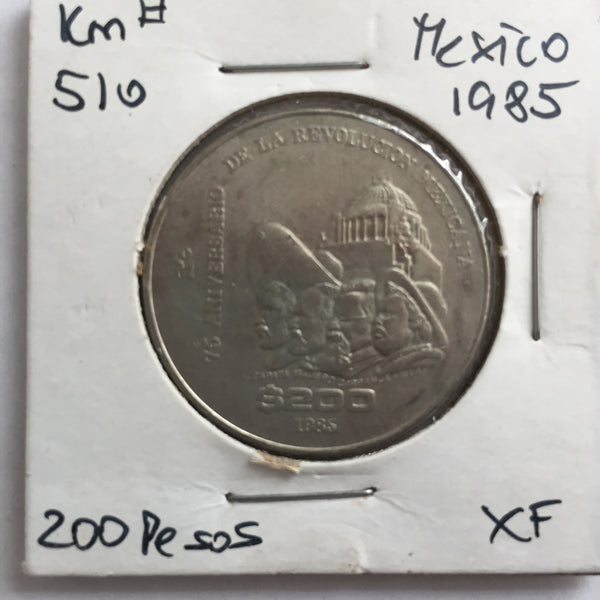 Km #
510
Mexico
1985
75 ANIVERSARIO DE LA REVOLUCION MEXICANA
$200
1985
200 Pesos
XF